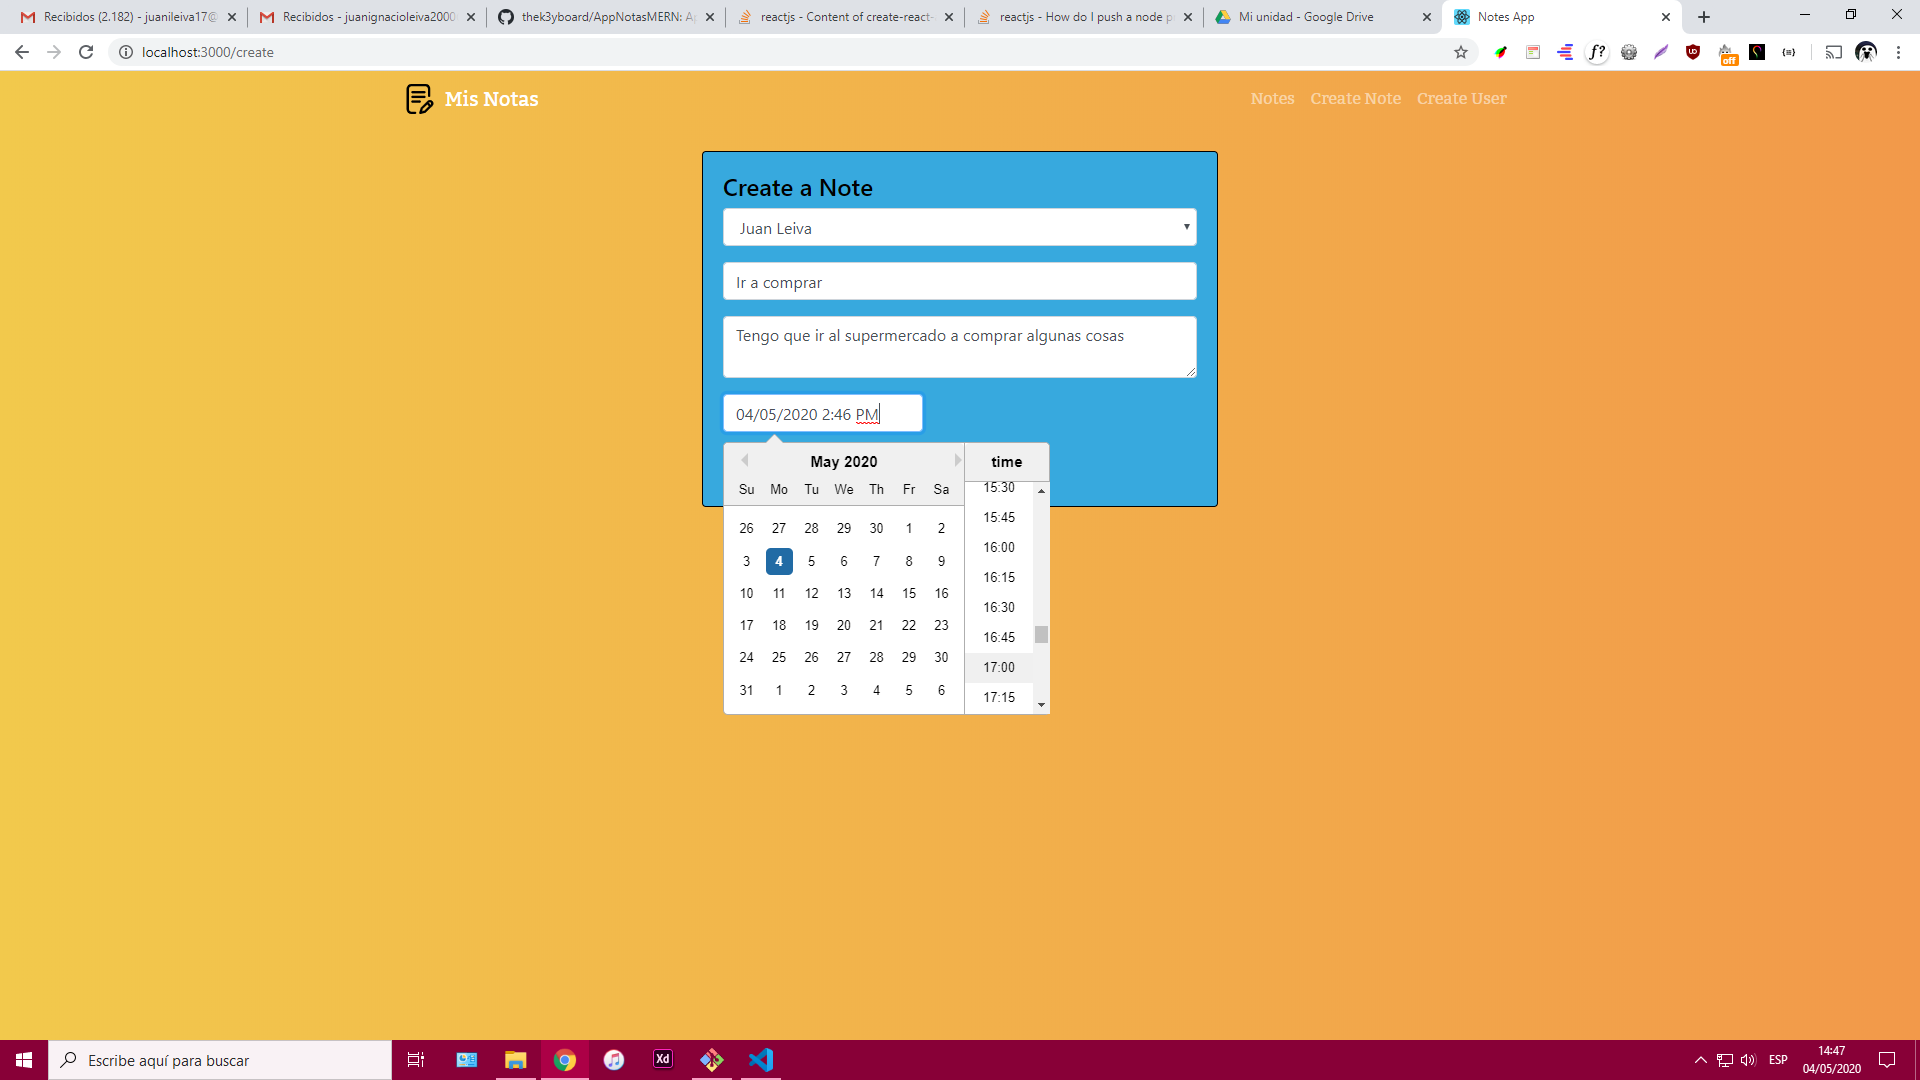 Recibidos (2.182) - juanileiva17@
Recibidos - juanignacioleiva2000
thek3yboard/AppNotasMERN: A
reactjs - Content of create-react-
reactjs - How do I push a node p
Mi unidad - Google Drive
Notes App
localhost:3000/create
f?
off
Mis Notas
Notes
Create Note
Create User
Create a Note
Juan Leiva
Ir a comprar
Tengo que ir al supermercado a comprar algunas cosas
04/05/2020 2:46 PM
May 2020
time
Su Mo Tu We Th Fr Sa
26 27 28 29 30 1 2
3 4 5 6 7 8 9
10 11 12 13 14 15 16
17 18 19 20 21 22 23
24 25 26 27 28 29 30
31 1 2 3 4 5 6
15:30
15:45
16:00
16:15
16:30
16:45
17:00
17:15
Escribe aquí para buscar
Xd
ESP
14:47
04/05/2020